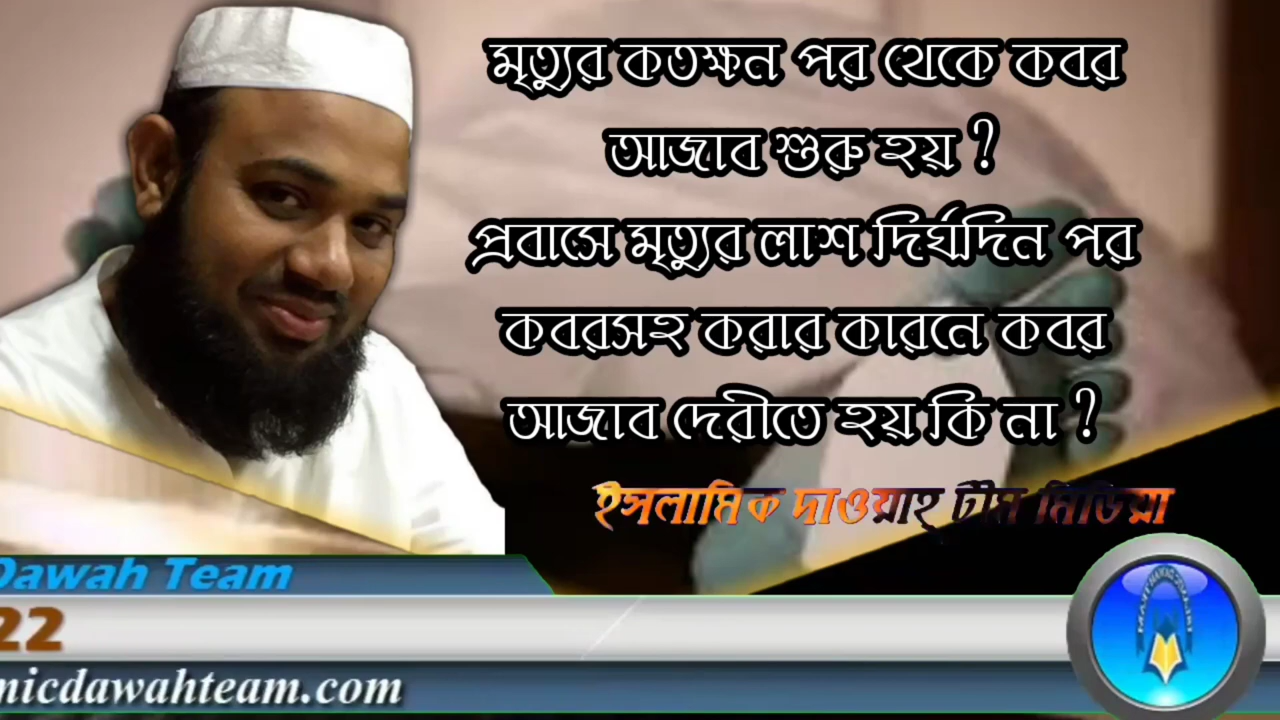 মৃত্যুর কতক্ষন পর থেকে কবর
আজাব শুরু হয় ?
প্রবাসে মৃত্যুর লাশ দির্ঘদিন পর
কবরসহ করার কারনে কবর
আজাব দেরীতে হয় কি না ?
ইসলামিক দাওয়াহ টীম মিডিয়া
Dawah Team
22
nicdawahteam.com